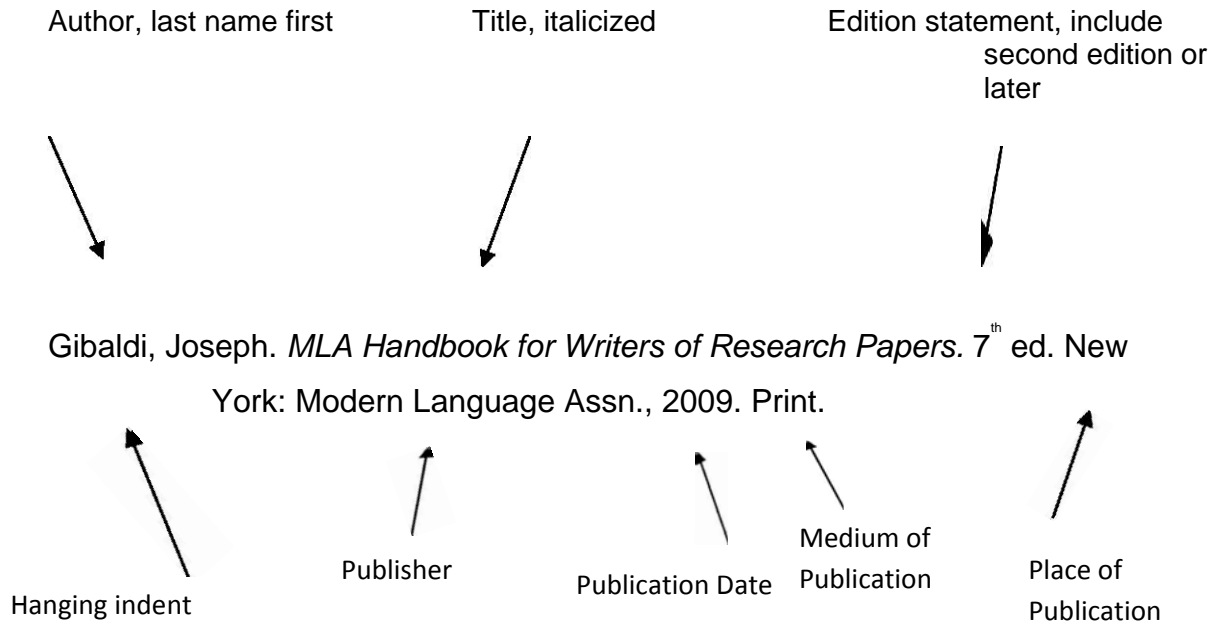 Author, last name first
Title, italicized
Edition statement, include
second edition or
later
Gibaldi, Joseph. MLA Handbook for Writers of Research Papers. 7th ed. New
York: Modern Language Assn., 2009. Print.
Hanging indent
Publisher
Publication Date
Medium of
Publication
Place of
Publication